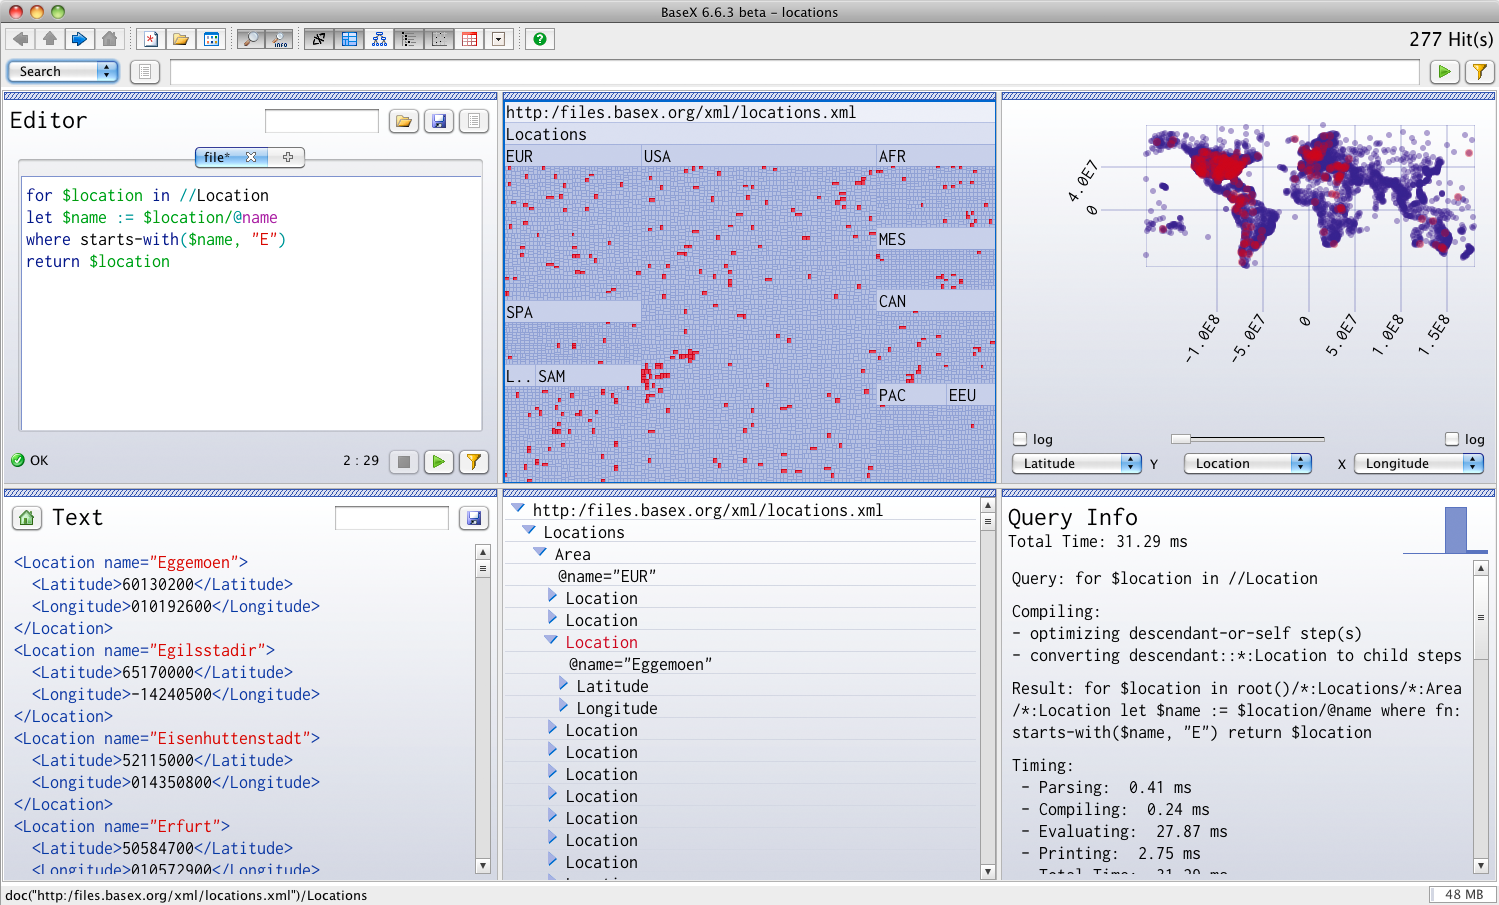 BaseX 6.6.3 beta - locations
INFO
277 Hit(s)
Search
Editor
file*
for $location in //Location
let $name := $location/@name
where starts-with($name, "E")
return $location
OK
2 : 29
http:/files.basex.org/xml/locations.xml
Locations
EUR
USA
AFR
MES
SPA
CAN
L..
SAM
PAC
EEU
4.0E7
0
-1.0E8
-5.0E7
0
5.0E7
1.0E8
1.5E8
log
log
Latitude
Y
Location
X
Longitude
Text
<Location name="Eggemoen">
<Latitude>60130200</Latitude>
<Longitude>010192600</Longitude>
</Location>
<Location name="Egilsstadir">
<Latitude>65170000</Latitude>
<Longitude>-14240500</Longitude>
</Location>
<Location name="Eisenhuttenstadt">
<Latitude>52115000</Latitude>
<Longitude>014350800</Longitude>
</Location>
<Location name="Erfurt">
<Latitude>50584700</Latitude>
<Longitude>010572900</Longitude>
http:/files.basex.org/xml/locations.xml
Locations
Area
@name="EUR"
Location
Location
Location
@name="Eggemoen"
Latitude
Longitude
Location
Location
Location
Location
Location
Location
Location
Query Info
Total Time: 31.29 ms
Query: for $location in //Location
Compiling:
- optimizing descendant-or-self step(s)
- converting descendant::*:Location to child steps
Result: for $location in root()/*:Locations/*:Area
/*:Location let $name := $location/@name where fn:
starts-with($name, "E") return $location
Timing:
- Parsing: 0.41 ms
- Compiling: 0.24 ms
- Evaluating: 27.87 ms
- Printing: 2.75 ms
- Total Time: 31.29 ms
doc("http:/files.basex.org/xml/locations.xml")/Locations
48 MB